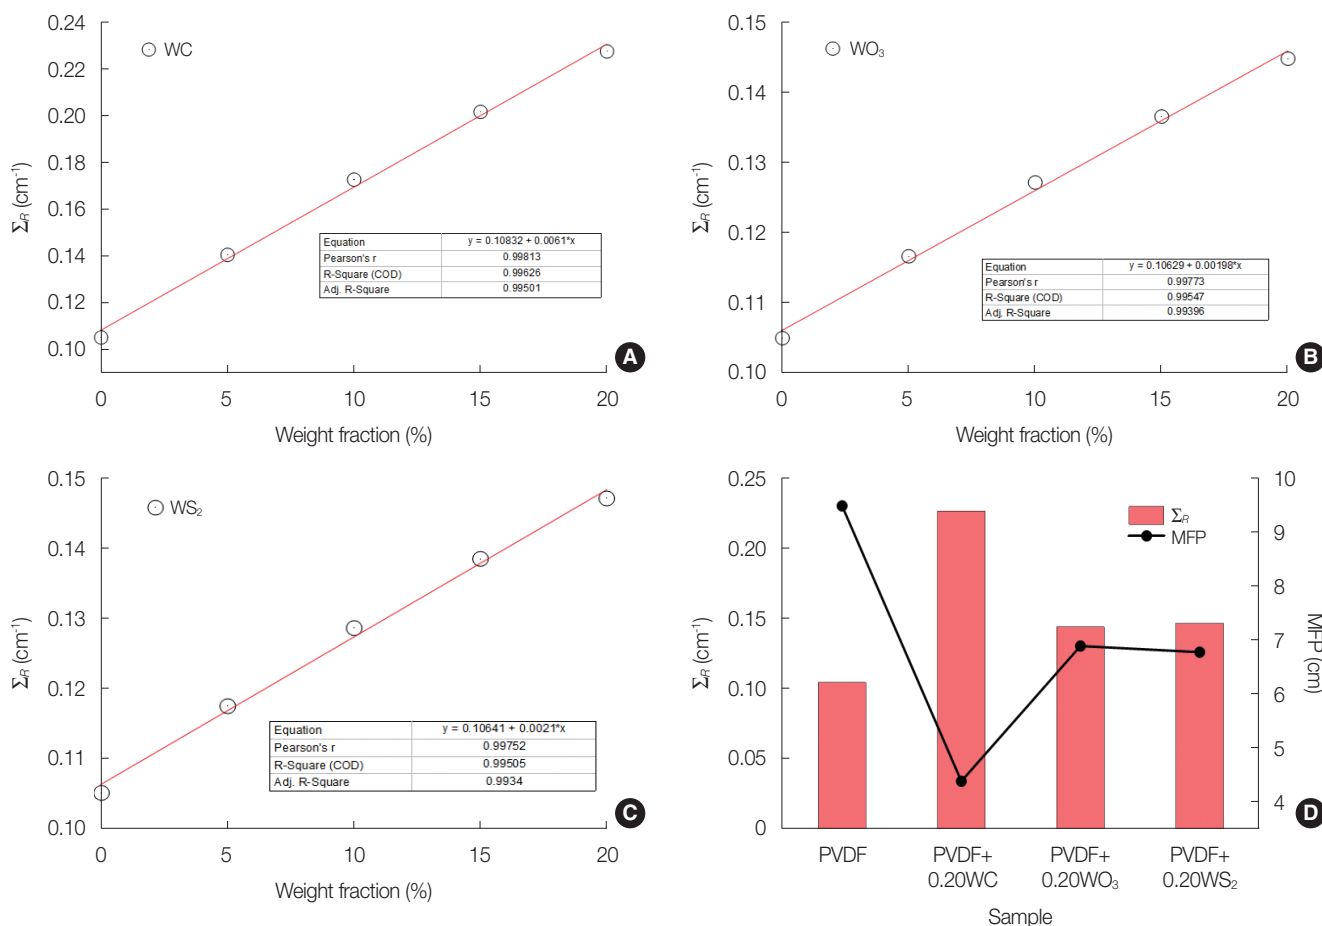 0.24
0.22
0.20
0.18
0.16
0.14
0.12
0.10
ΣR (cm-1)
WC
Equation y = 0.10832 + 0.0061*x
Pearson's r 0.99813
R-Square (COD) 0.99626
Adj. R-Square 0.99501
A
0 5 10 15 20
Weight fraction (%)
0.15
0.14
0.13
0.12
0.11
0.10
ΣR (cm-1)
WO3
Equation y = 0.10629 + 0.00198*x
Pearson's r 0.99773
R-Square (COD) 0.99547
Adj. R-Square 0.99396
B
0 5 10 15 20
Weight fraction (%)
0.15
0.14
0.13
0.12
0.11
0.10
ΣR (cm-1)
WS2
Equation y = 0.10641 + 0.0021*x
Pearson's r 0.99752
R-Square (COD) 0.99505
Adj. R-Square 0.9934
C
0 5 10 15 20
Weight fraction (%)
0.25
0.20
0.15
0.10
0.05
0
ΣR (cm-1)
ΣR
MFP
10
9
8
7
6
5
4
MFP (cm)
D
PVDF PVDF+ PVDF+ PVDF+
0.20WC 0.20WO3 0.20WS2
Sample